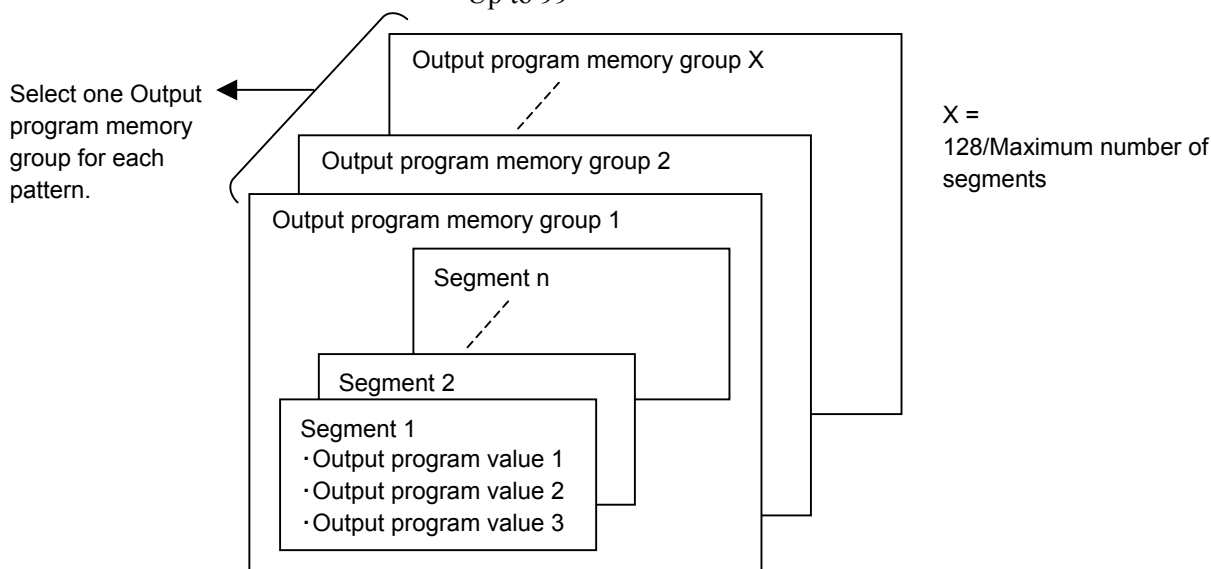 Up to 99
Output program memory group X
Select one Output
program memory
group for each
pattern.
X =
128/Maximum number of
segments
Output program memory group 2
Output program memory group 1
Segment n
Segment 2
Segment 1
·Output program value 1
·Output program value 2
·Output program value 3